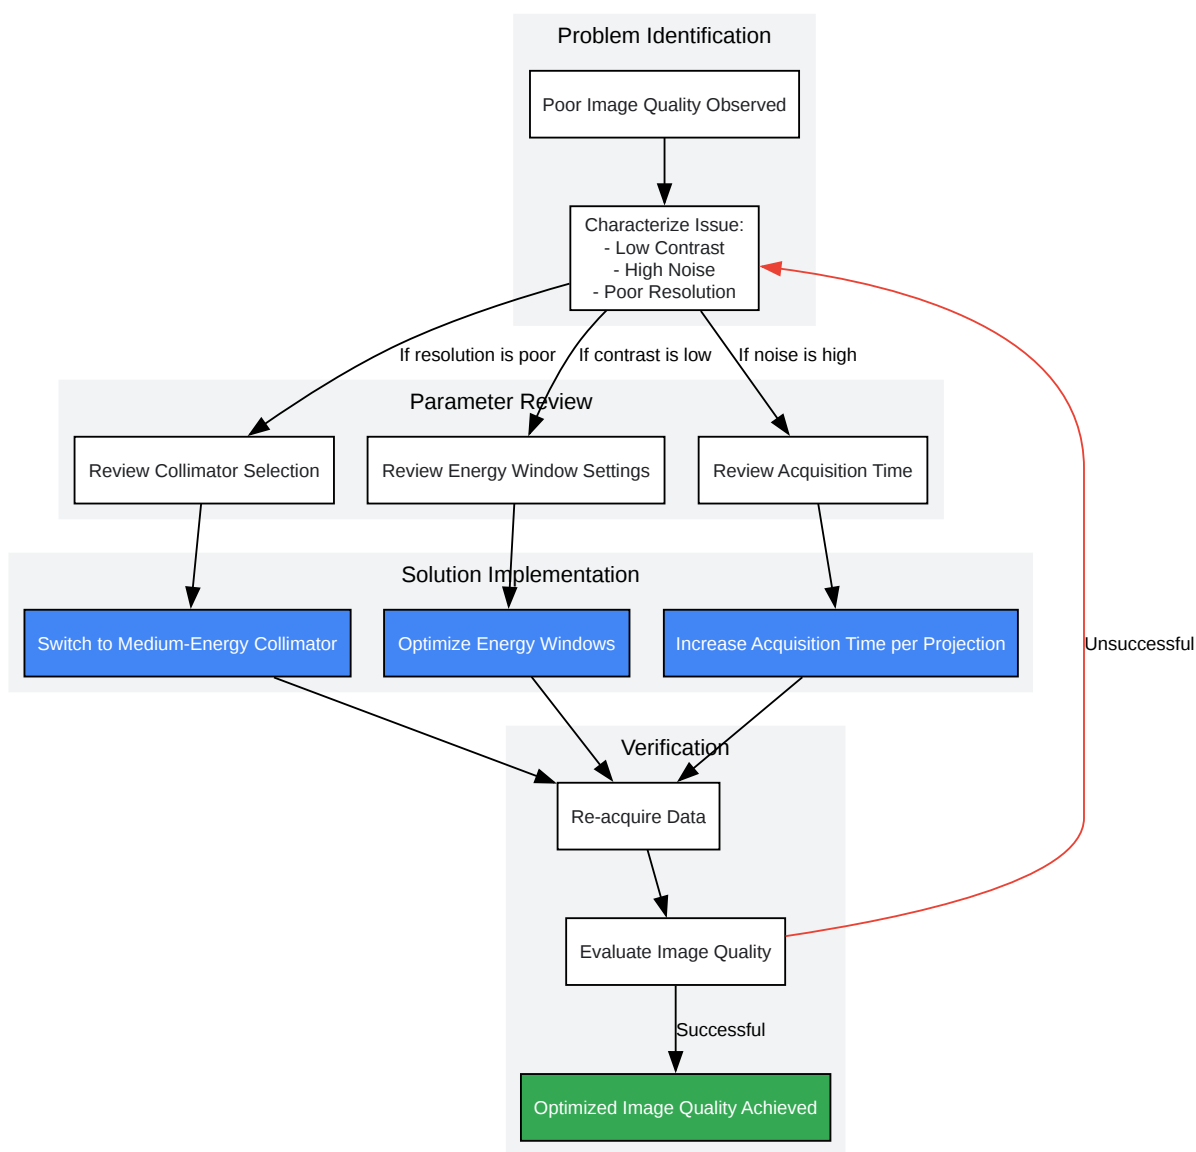 Problem Identification
Poor Image Quality Observed
Characterize Issue:
- Low Contrast
- High Noise
- Poor Resolution
If resolution is poor
If contrast is low
If noise is high
Parameter Review
Review Collimator Selection
Review Energy Window Settings
Review Acquisition Time
Solution Implementation
Switch to Medium-Energy Collimator
Optimize Energy Windows
Increase Acquisition Time per Projection
Unsuccessful
Verification
Re-acquire Data
Evaluate Image Quality
Successful
Optimized Image Quality Achieved